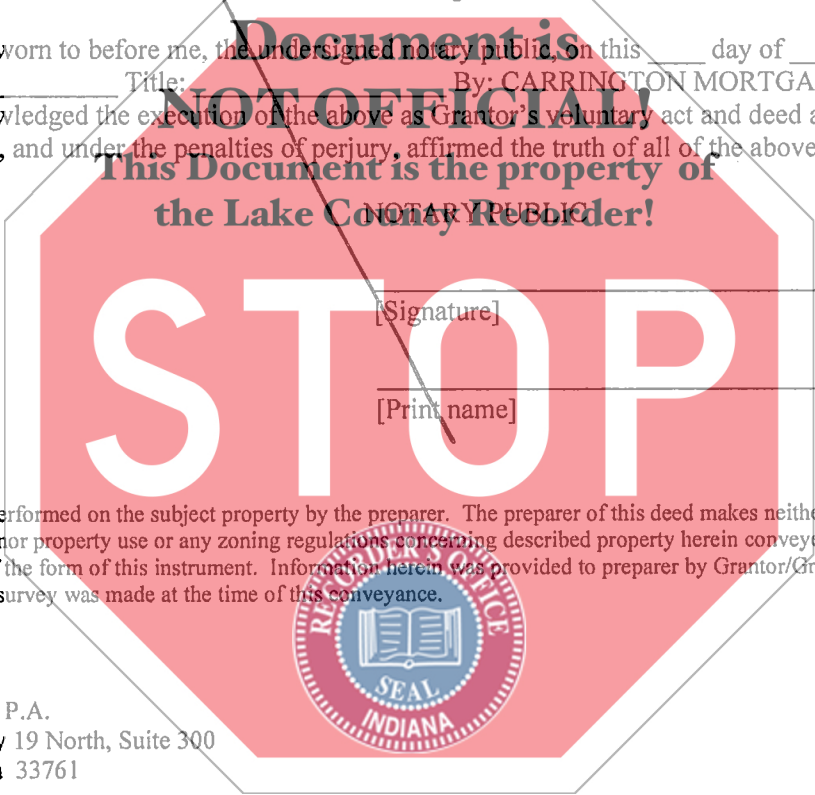 Document is
worn to before me, the undersigned notary public, on this ____ day of __
__________ Title: ____________________ By: CARRINGTON MORTGA
NOT OFFICIAL!
wledged the execution of the above as Grantor's voluntary act and deed a
, and under the penalties of perjury, affirmed the truth of all of the above
This Document is the property of
the Lake County Recorder!
NOTARY PUBLIC
[Signature]
STOP
[Print name]
erformed on the subject property by the preparer. The preparer of this deed makes neithe
nor property use or any zoning regulations concerning described property herein conveye
the form of this instrument. Information herein was provided to preparer by Grantor/Gr
survey was made at the time of this conveyance.
RECORDER'S OFFICE
SEAL
INDIANA
P.A.
19 North, Suite 300
33761